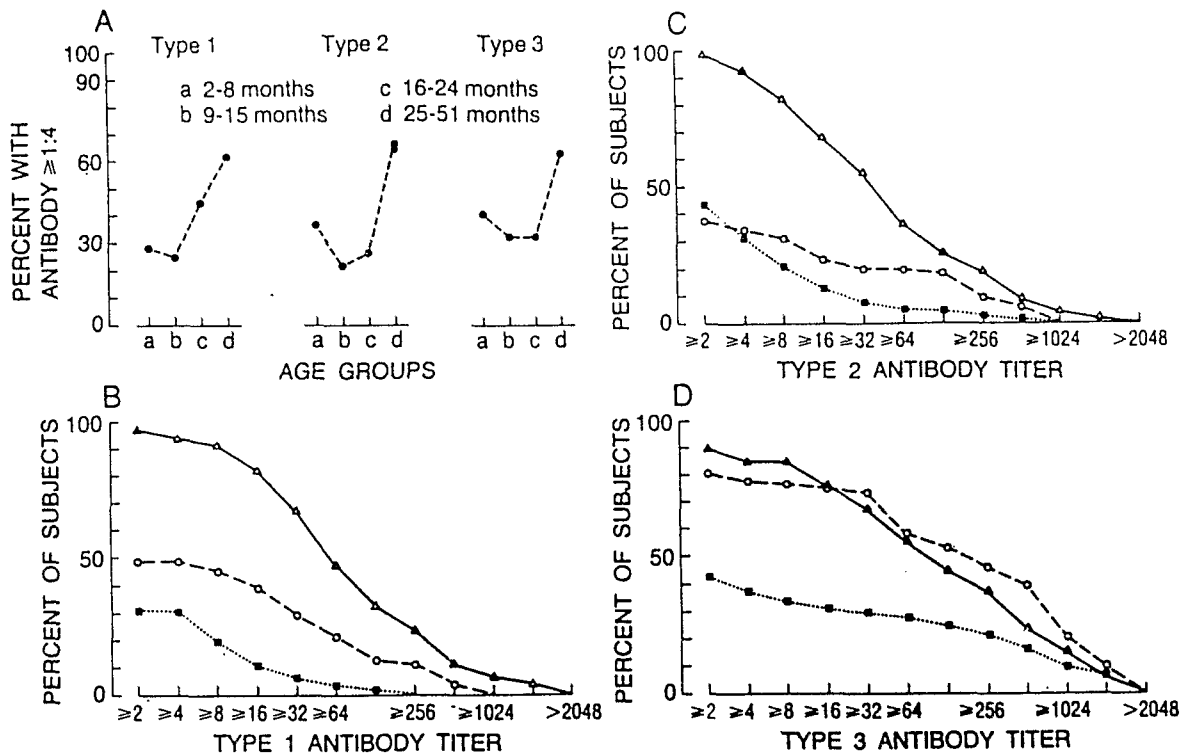 A
Type 1 Type 2 Type 3
a 2-8 months c 16-24 months
b 9-15 months d 25-51 months
PERCENT WITH
ANTIBODY ⩾1:4
100
90
60
30
0
a b c d a b c d a b c d
AGE GROUPS
C
PERCENT OF SUBJECTS
100
50
0
⩾2 ⩾4 ⩾8 ⩾16 ⩾32 ⩾64 ⩾256 ⩾1024 >2048
TYPE 2 ANTIBODY TITER
B
PERCENT OF SUBJECTS
100
50
0
⩾2 ⩾4 ⩾8 ⩾16 ⩾32 ⩾64 ⩾256 ⩾1024 >2048
TYPE 1 ANTIBODY TITER
D
PERCENT OF SUBJECTS
100
50
0
⩾2 ⩾4 ⩾8 ⩾16 ⩾32 ⩾64 ⩾256 ⩾1024 >2048
TYPE 3 ANTIBODY TITER